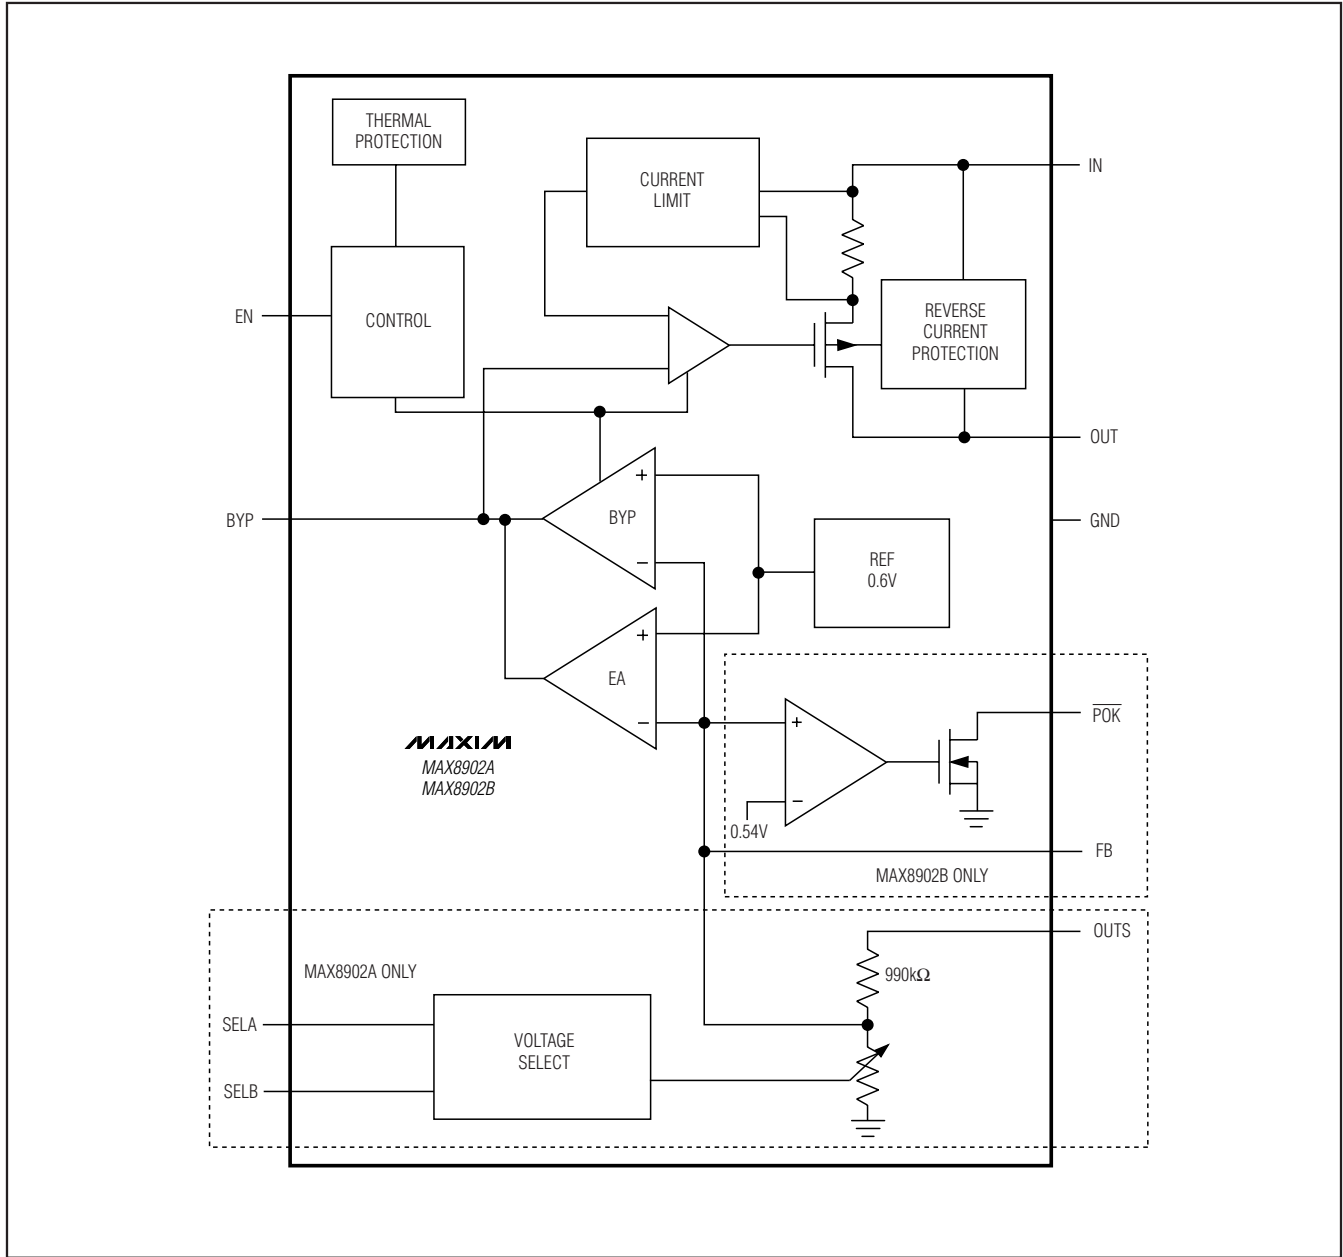 THERMAL
PROTECTION
CURRENT
LIMIT
IN
EN
CONTROL
REVERSE
CURRENT
PROTECTION
OUT
+
BYP
BYP
−
GND
REF
0.6V
+
EA
−
POK
+
−
0.54V
MAXIM
MAX8902A
MAX8902B
FB
MAX8902B ONLY
OUTS
MAX8902A ONLY
990kΩ
SELA
VOLTAGE
SELECT
SELB